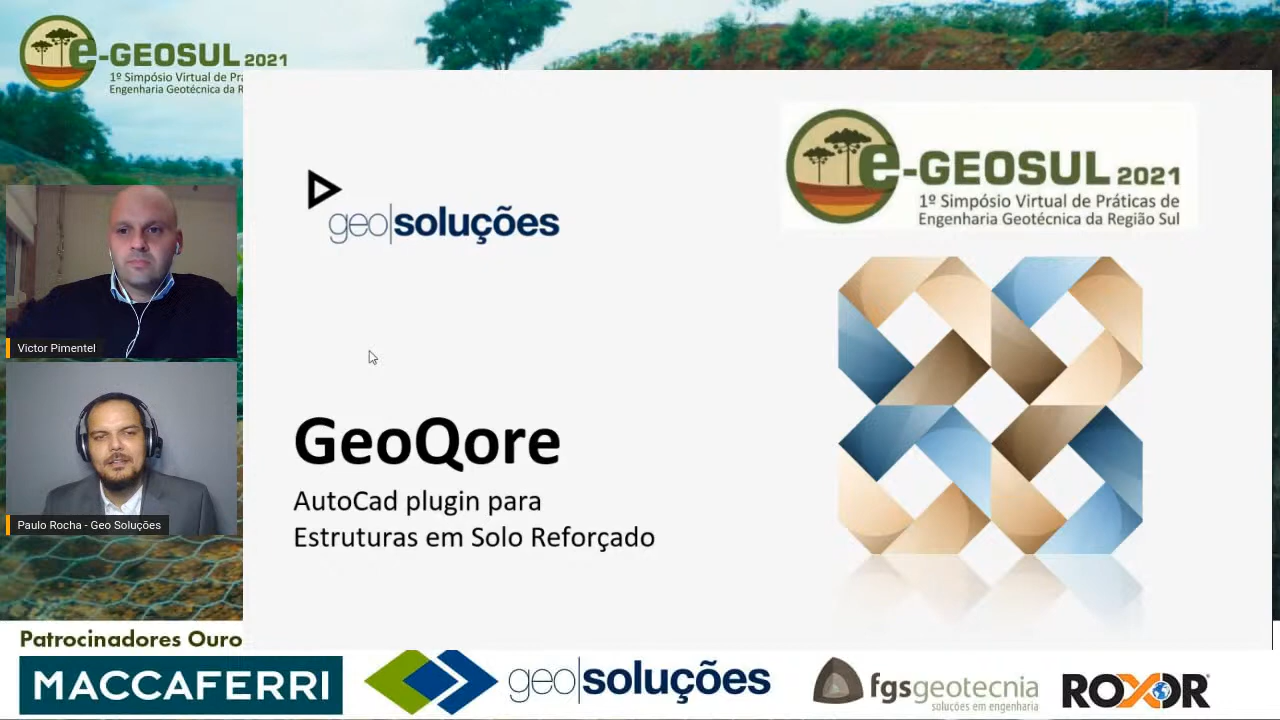 e-GEOSUL 2021
1º Simpósio Virtual de Prá
Engenharia Geotécnica da R
geo|soluções
e-GEOSUL 2021
1º Simpósio Virtual de Práticas de
Engenharia Geotécnica da Região Sul
Victor Pimentel
GeoQore
AutoCad plugin para
Estruturas em Solo Reforçado
Paulo Rocha - Geo Soluções
Patrocinadores Ouro
MACCAFERRI
geo|soluções
fgsgeotecnia
soluções em engenharia
ROXOR